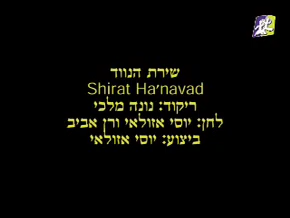 שירת הנווד
Shirat Ha'navad
ריקוד: נונה מלכי
לחן: יוסי אזולאי ורן אביב
ביצוע: יוסי אזולאי